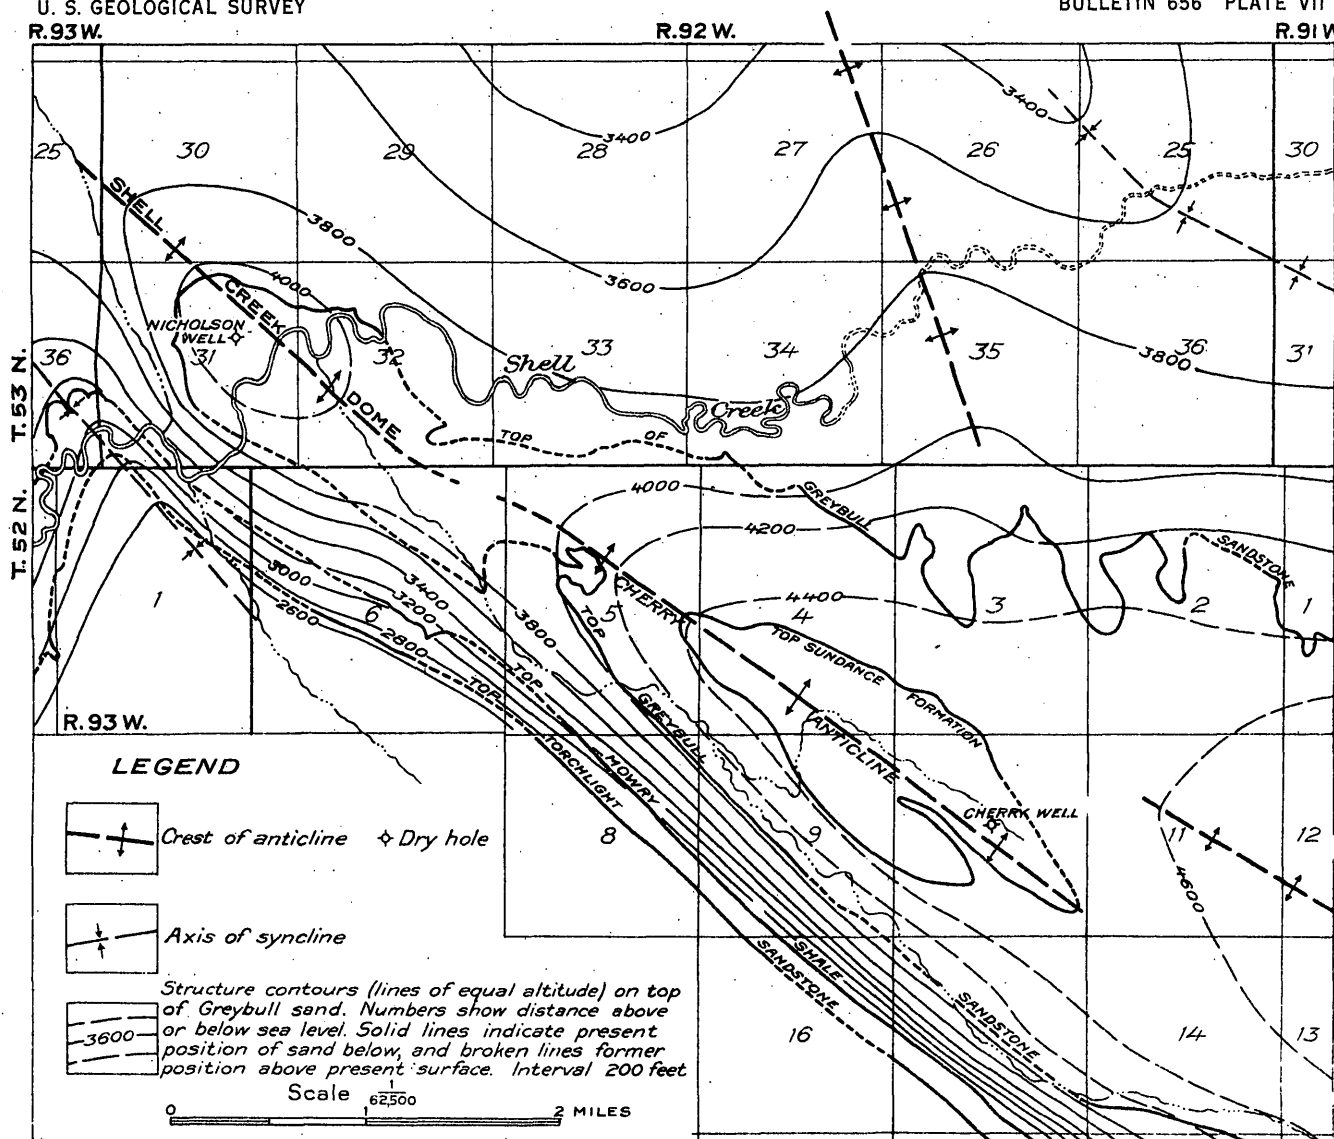 U. S. GEOLOGICAL SURVEY
BULLETIN 656 PLATE VII
R.93W.
R.92W.
R.91W
3400
3400
25
30
29
28
27
26
25
30
SHELL
3800
4000
3600
CREEK
NICHOLSON
WELL
36
31
32
33
34
35
36
31
3800
Shell
DOME
Creek
T.53 N.
TOP
OF
4000
GREYBULL
4200
SANDSTONE
T.52 N.
3000
3400
CHERRY
4400
1
2600
6
3200
5
4
3
2
1
2800
3800
TOP
TOP SUNDANCE
FORMATION
TOP
TOP
GREYBULL
ANTICLINE
R.93W.
LEGEND
TORCHLIGHT
MOWRY
CHERRY WELL
Crest of anticline
Dry hole
8
9
11
12
4600
Axis of syncline
SHALE
SANDSTONE
SANDSTONE
16
14
13
Structure contours (lines of equal altitude) on top
of Greybull sand. Numbers show distance above
3600
or below sea level. Solid lines indicate present
position of sand below, and broken lines former
position above present surface. Interval 200 feet
Scale 1/62,500
0 1 2 MILES